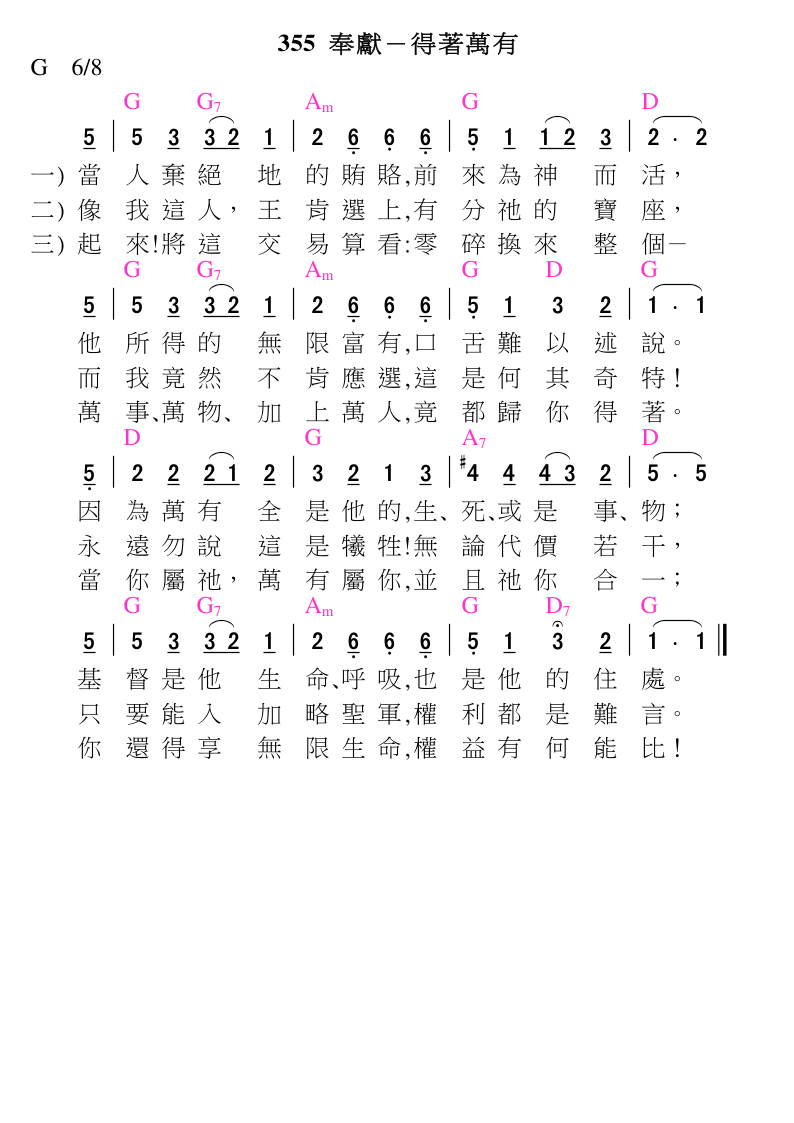 355 奉獻－得著萬有
G 6/8
G G7 Am G D
5 | 5 3 3 2 1 | 2 6 6 6 | 5 1 1 2 3 | 2 . 2
一) 當 人 棄 絕 地 的 賄 賂,前 來 為 神 而 活，
二) 像 我 這 人， 王 肯 選 上,有 分 祂 的 寶 座，
三) 起 來!將 這 交 易 算 看:零 碎 換 來 整 個－
G G7 Am G D G
5 | 5 3 3 2 1 | 2 6 6 6 | 5 1 3 2 | 1 . 1
他 所 得 的 無 限 富 有,口 舌 難 以 述 說。
而 我 竟 然 不 肯 應 選,這 是 何 其 奇 特！
萬 事、萬 物、 加 上 萬 人,竟 都 歸 你 得 著。
D G A7 D
5 | 2 2 2 1 2 | 3 2 1 3 | #4 4 4 3 2 | 5 . 5
因 為 萬 有 全 是 他 的,生、死、或 是 事、物；
永 遠 勿 說 這 是 犧 牲!無 論 代 價 若 干，
當 你 屬 祂， 萬 有 屬 你,並 且 祂 你 合 一；
G G7 Am G D7 G
5 | 5 3 3 2 1 | 2 6 6 6 | 5 1 3 2 | 1 . 1 ‖
基 督 是 他 生 命、呼 吸,也 是 他 的 住 處。
只 要 能 入 加 略 聖 軍,權 利 都 是 難 言。
你 還 得 享 無 限 生 命,權 益 有 何 能 比！